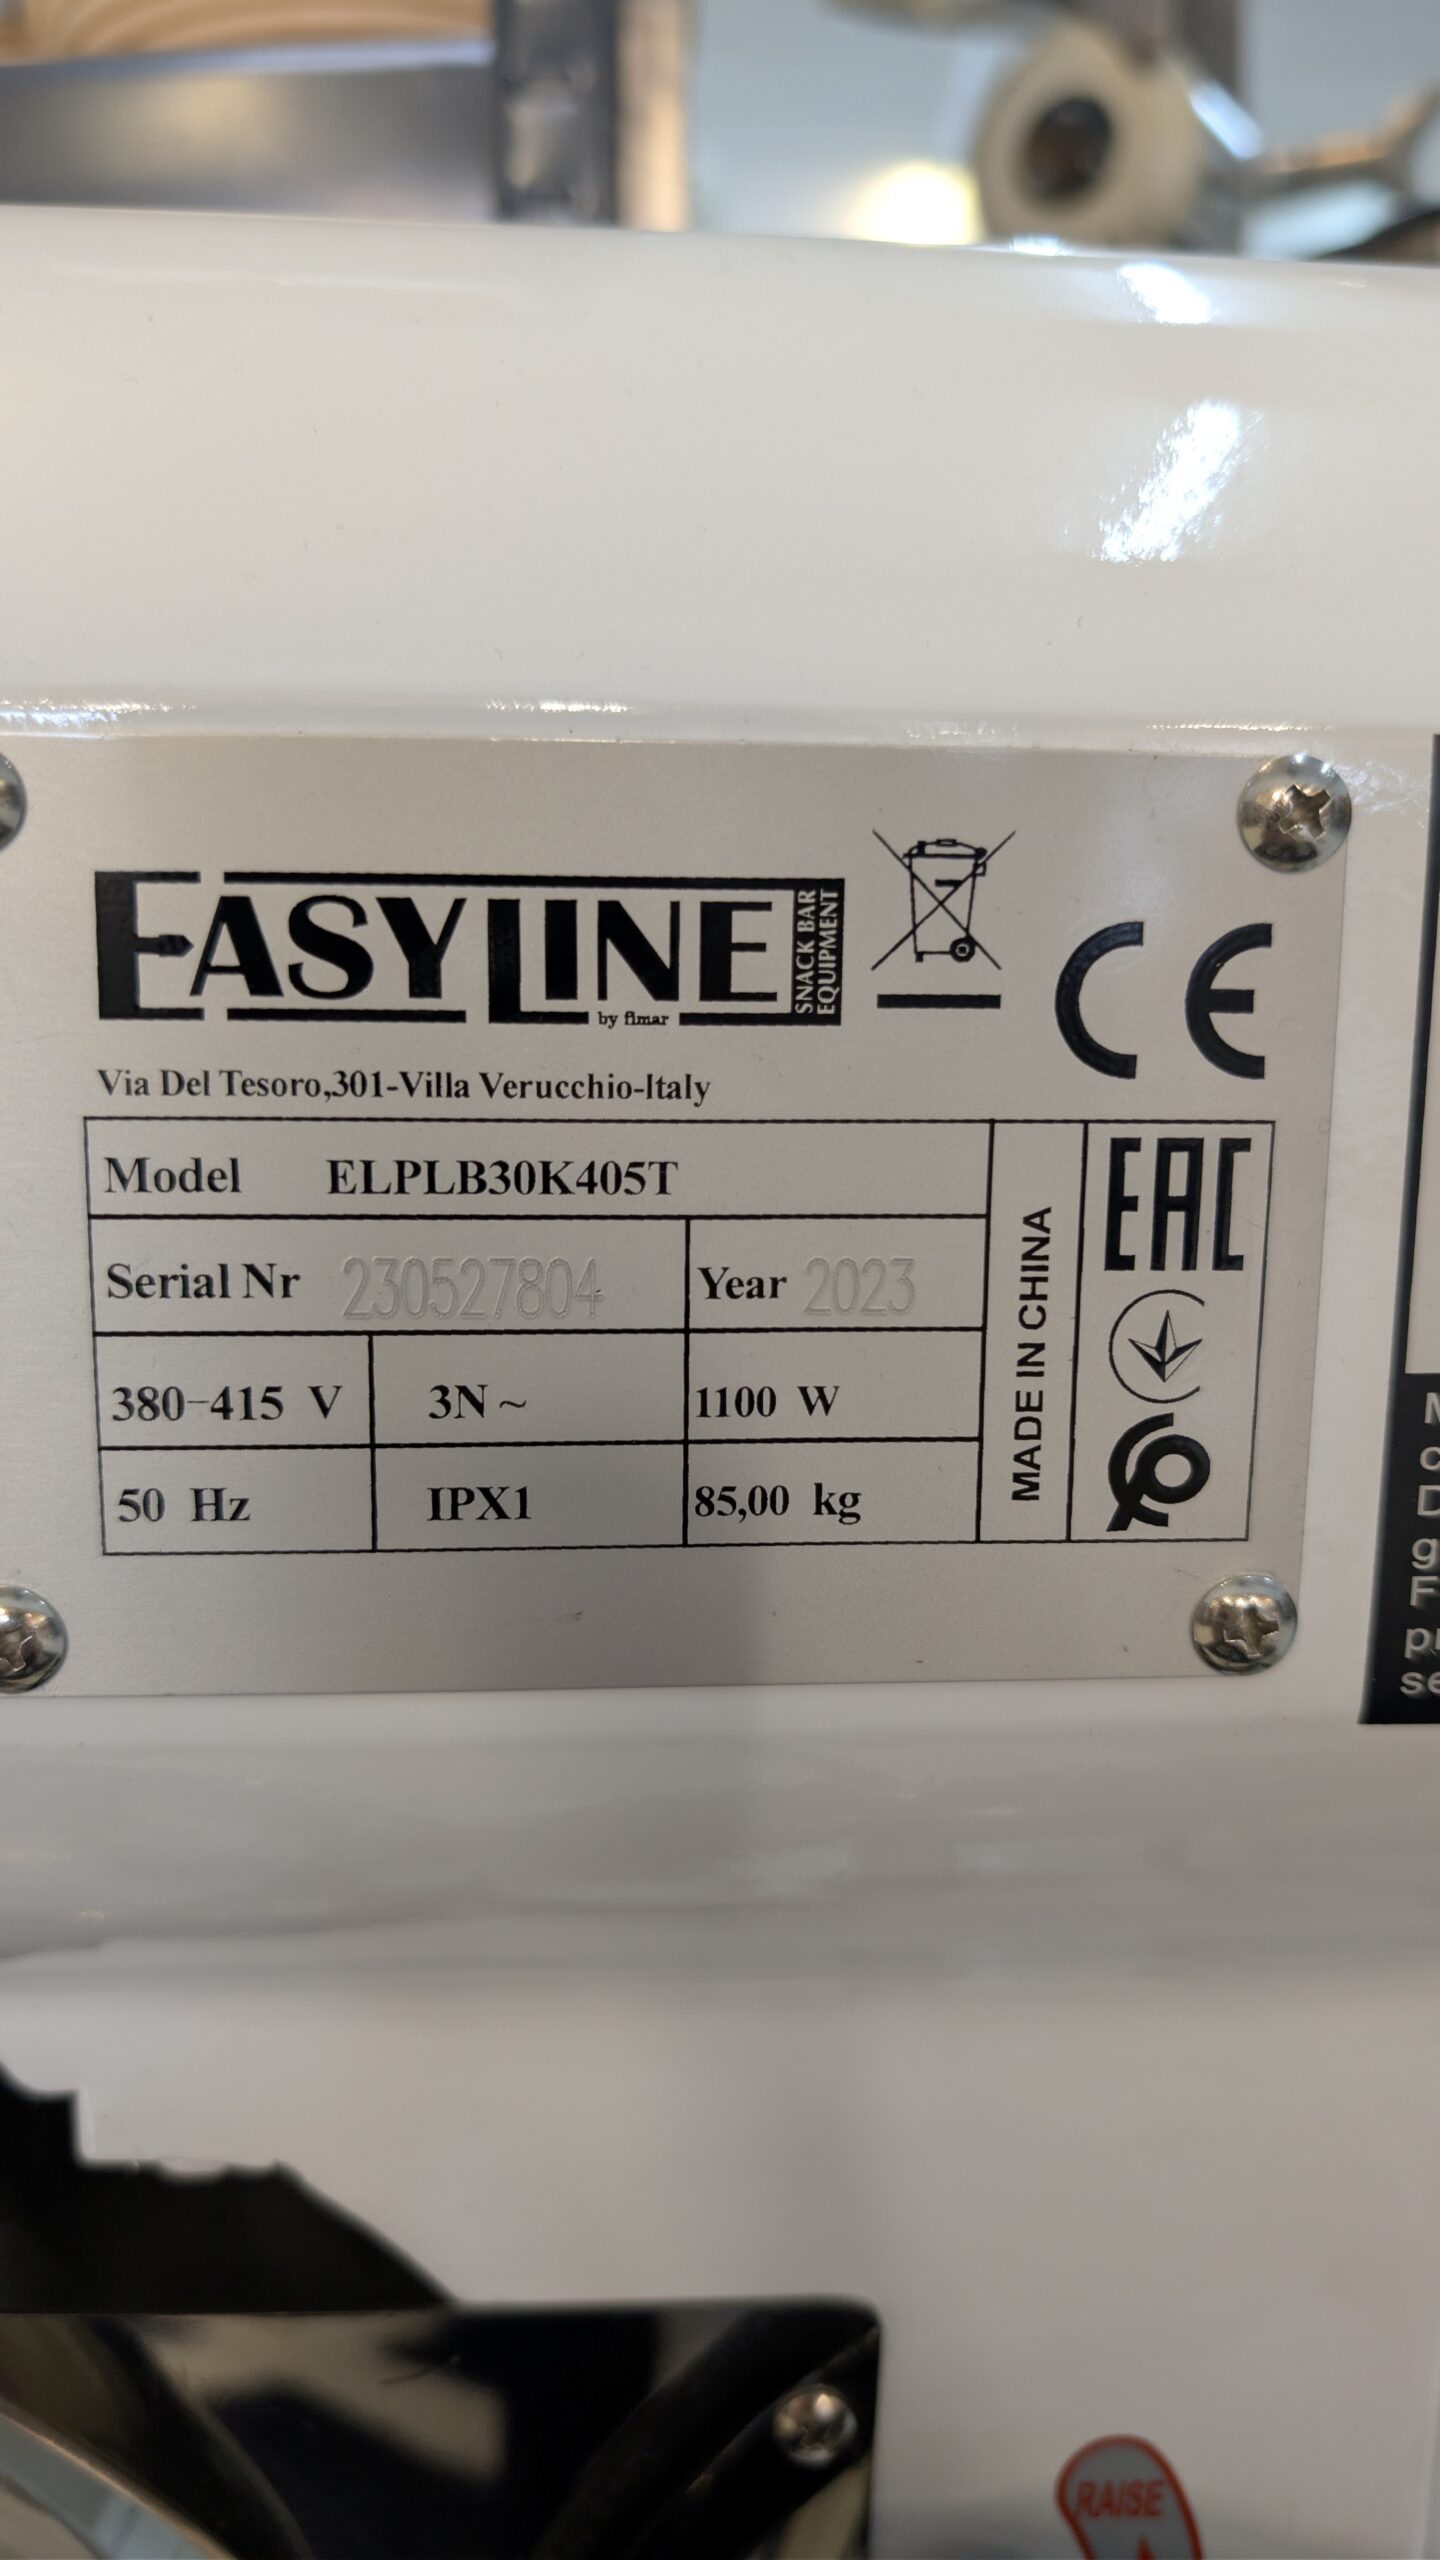 EASYLINE
by fimar
SNACK BAR
EQUIPMENT
CE
Via Del Tesoro,301-Villa Verucchio-Italy
Model ELPLB30K405T
Serial Nr 230527804 Year 2023
380-415 V 3N~ 1100 W
50 Hz IPX1 85,00 kg
MADE IN CHINA
EAC
RAISE